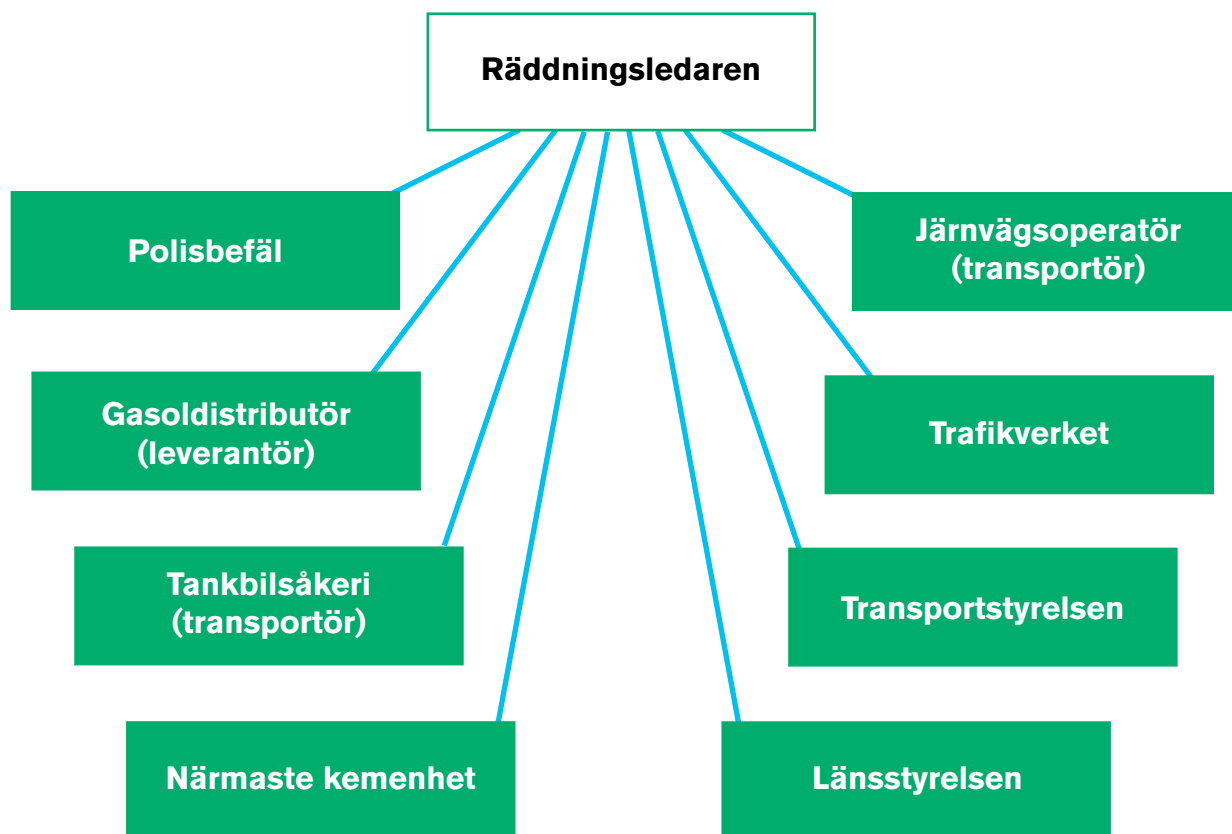 Räddningsledaren
Polisbefäl
Järnvägsoperatör
(transportör)
Gasoldistributör
(leverantör)
Trafikverket
Tankbilsåkeri
(transportör)
Transportstyrelsen
Närmaste kemenhet
Länsstyrelsen